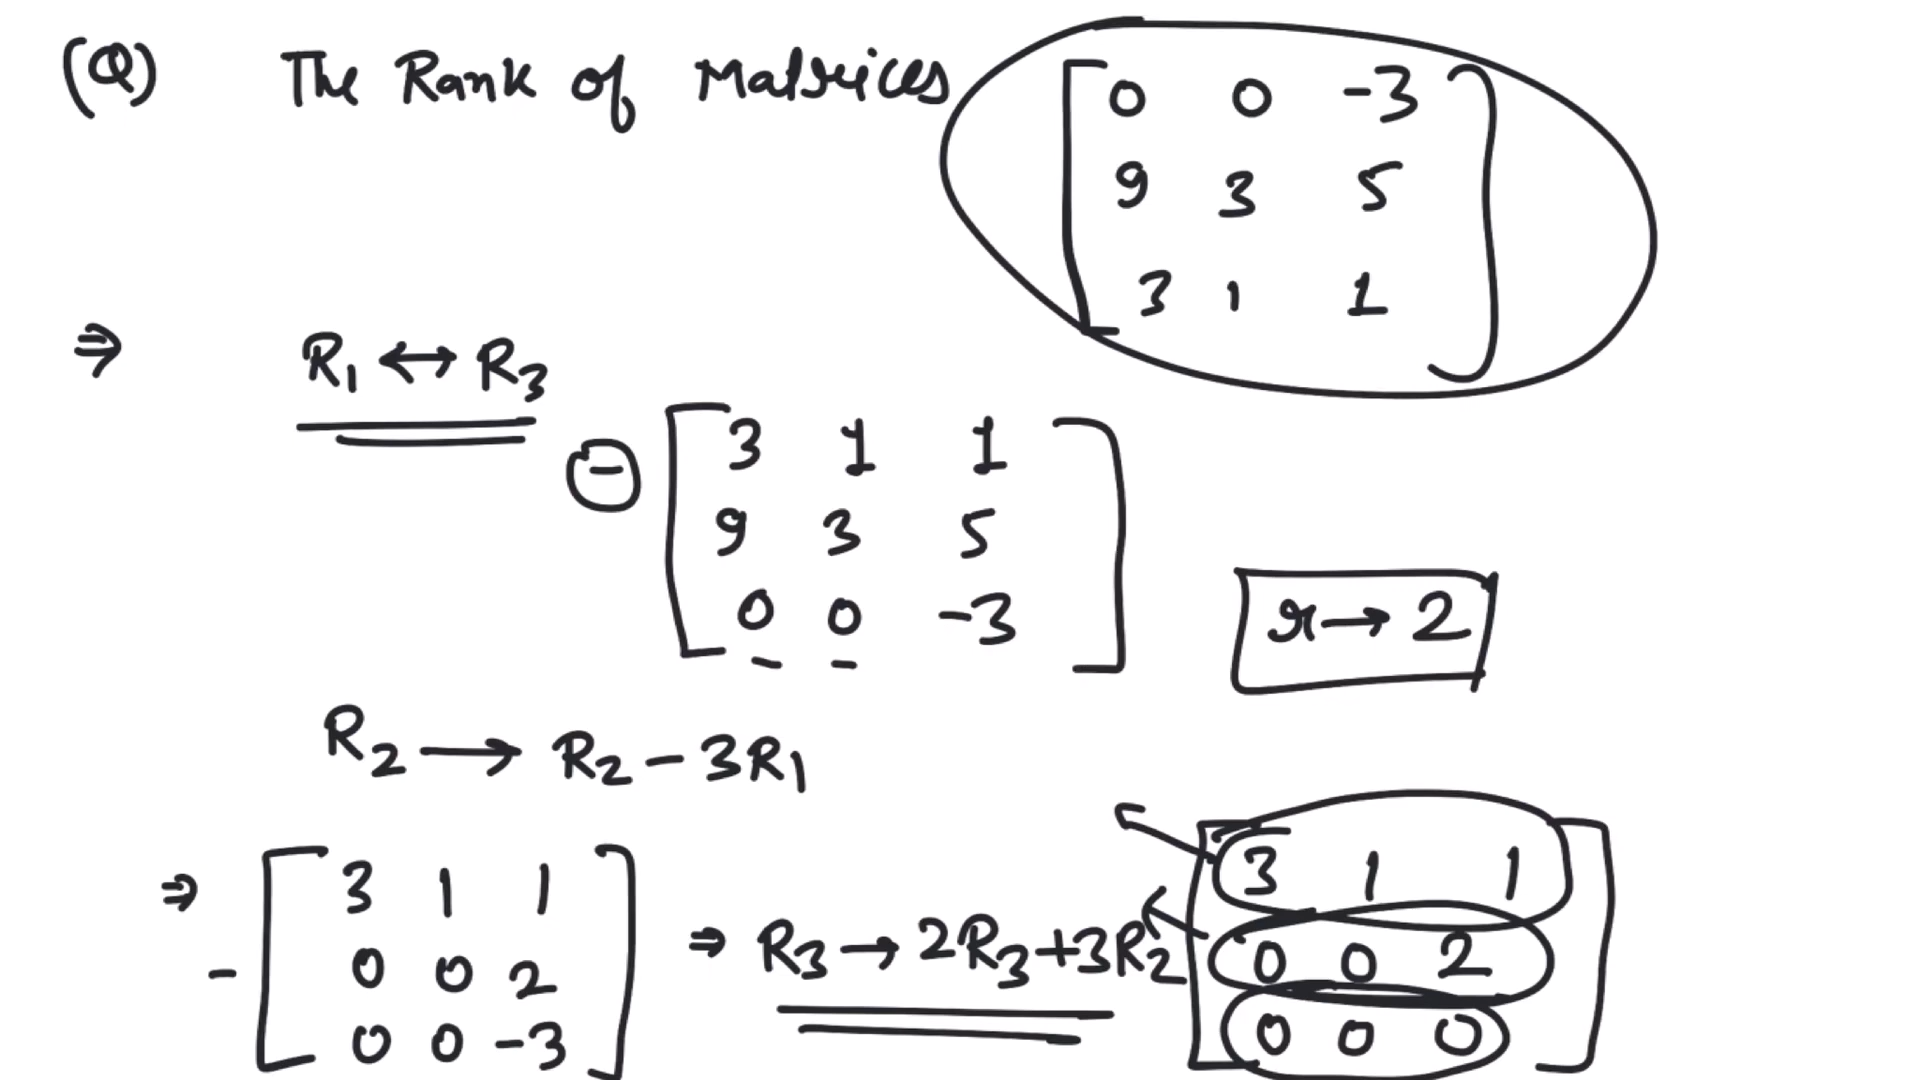 (Q) The Rank of Matrices [0 0 -3
9 3 5
3 1 1]
⇒ R₁ ↔ R₃
- [3 1 1
9 3 5
0 0 -3]
r → 2
R₂ → R₂ - 3R₁
⇒ - [3 1 1
0 0 2
0 0 -3]
⇒ R₃ → 2R₃ + 3R₂
[3 1 1
0 0 2
0 0 0]